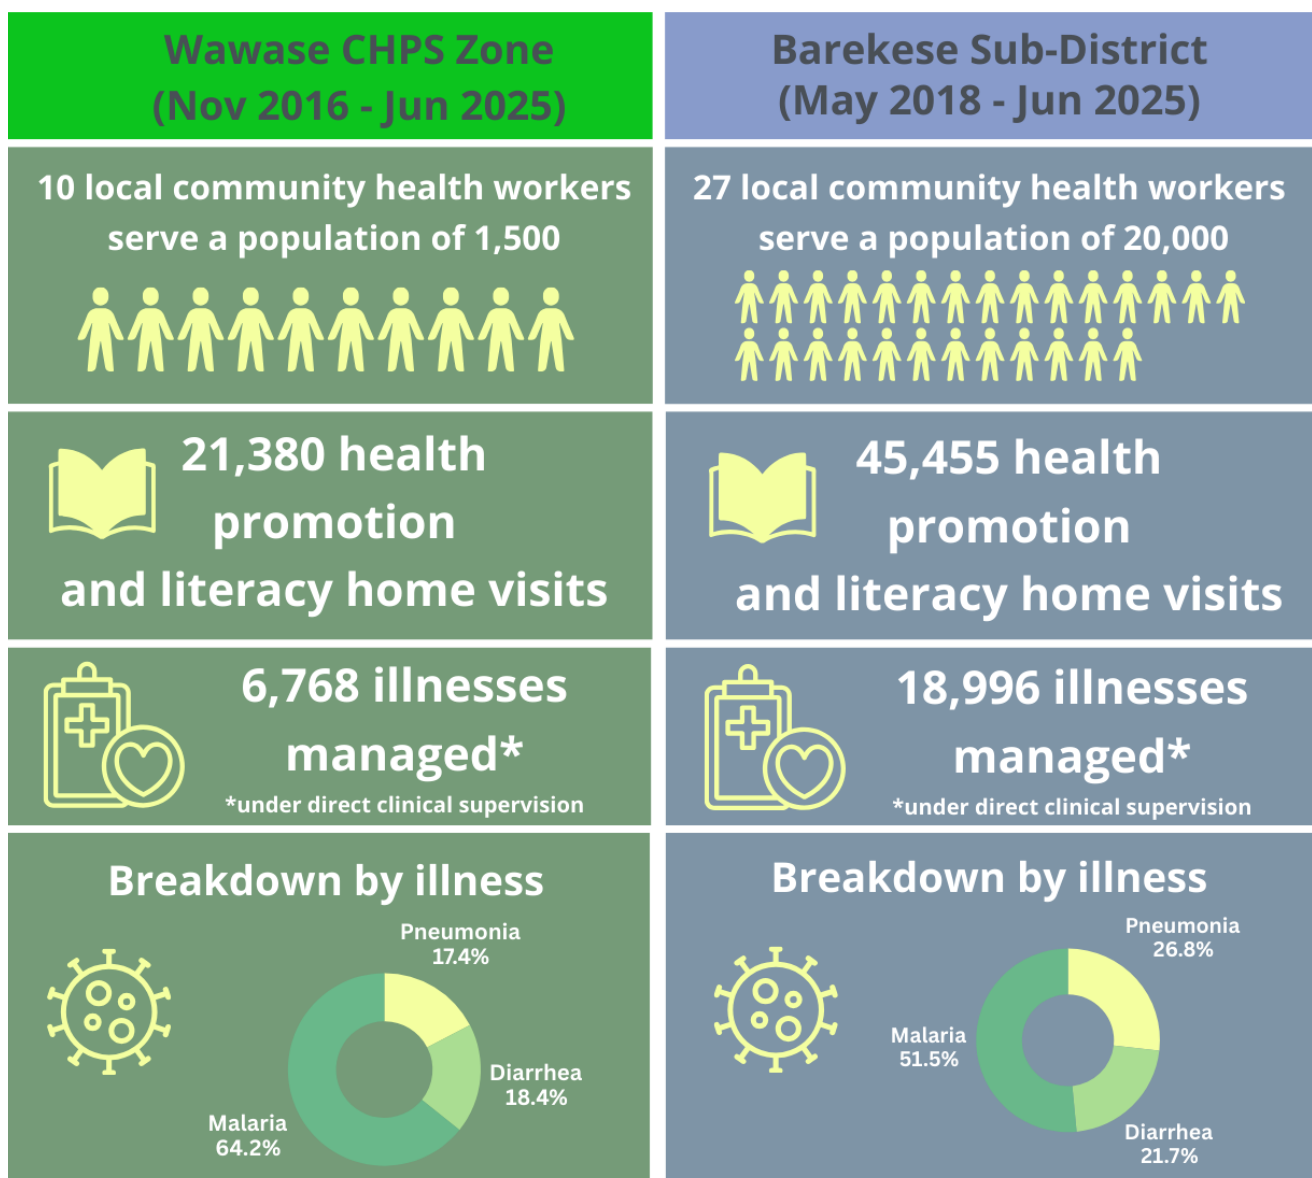 Wawase CHPS Zone
(Nov 2016 - Jun 2025)
10 local community health workers
serve a population of 1,500
21,380 health
promotion
and literacy home visits
6,768 illnesses
managed*
*under direct clinical supervision
Breakdown by illness
Pneumonia
17.4%
Diarrhea
18.4%
Malaria
64.2%
Barekese Sub-District
(May 2018 - Jun 2025)
27 local community health workers
serve a population of 20,000
45,455 health
promotion
and literacy home visits
18,996 illnesses
managed*
*under direct clinical supervision
Breakdown by illness
Pneumonia
26.8%
Malaria
51.5%
Diarrhea
21.7%